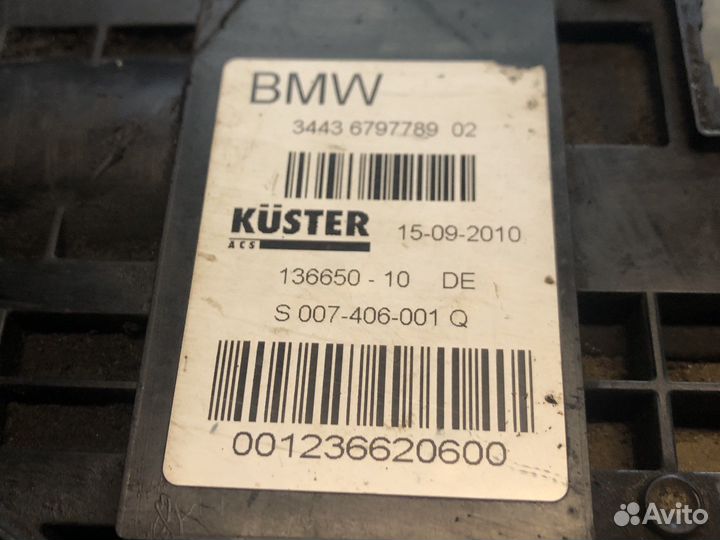 BMW
3443 6797789 02
KÜSTER 15-09-2010
ACS
136650 - 10 DE
S 007-406-001 Q
001236620600
Avito